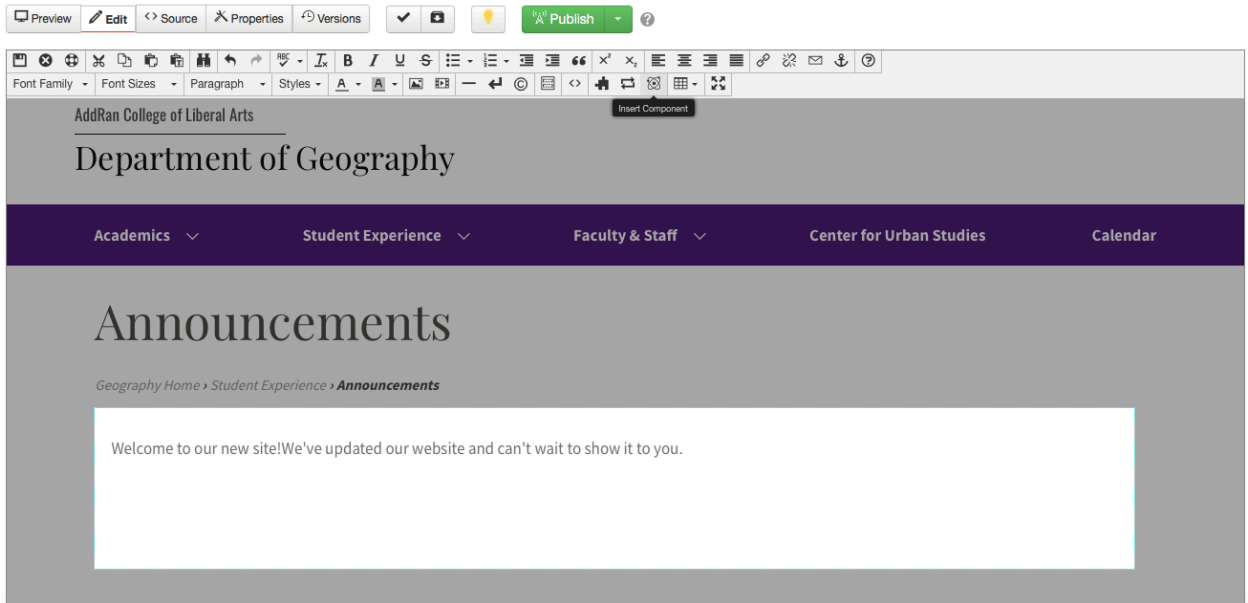 Preview Edit Source Properties Versions Publish
ABC B I U S
Font Family Font Sizes Paragraph Styles A A
Insert Component
AddRan College of Liberal Arts
Department of Geography
Academics Student Experience Faculty & Staff Center for Urban Studies Calendar
Announcements
Geography Home › Student Experience › Announcements
Welcome to our new site!We've updated our website and can't wait to show it to you.